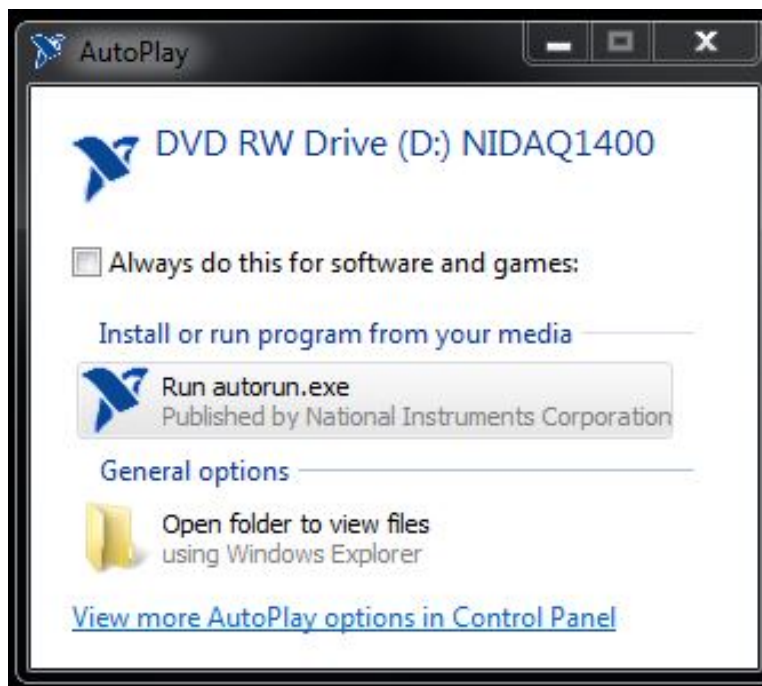 AutoPlay
DVD RW Drive (D:) NIDAQ1400
Always do this for software and games:
Install or run program from your media
Run autorun.exe
Published by National Instruments Corporation
General options
Open folder to view files
using Windows Explorer
View more AutoPlay options in Control Panel